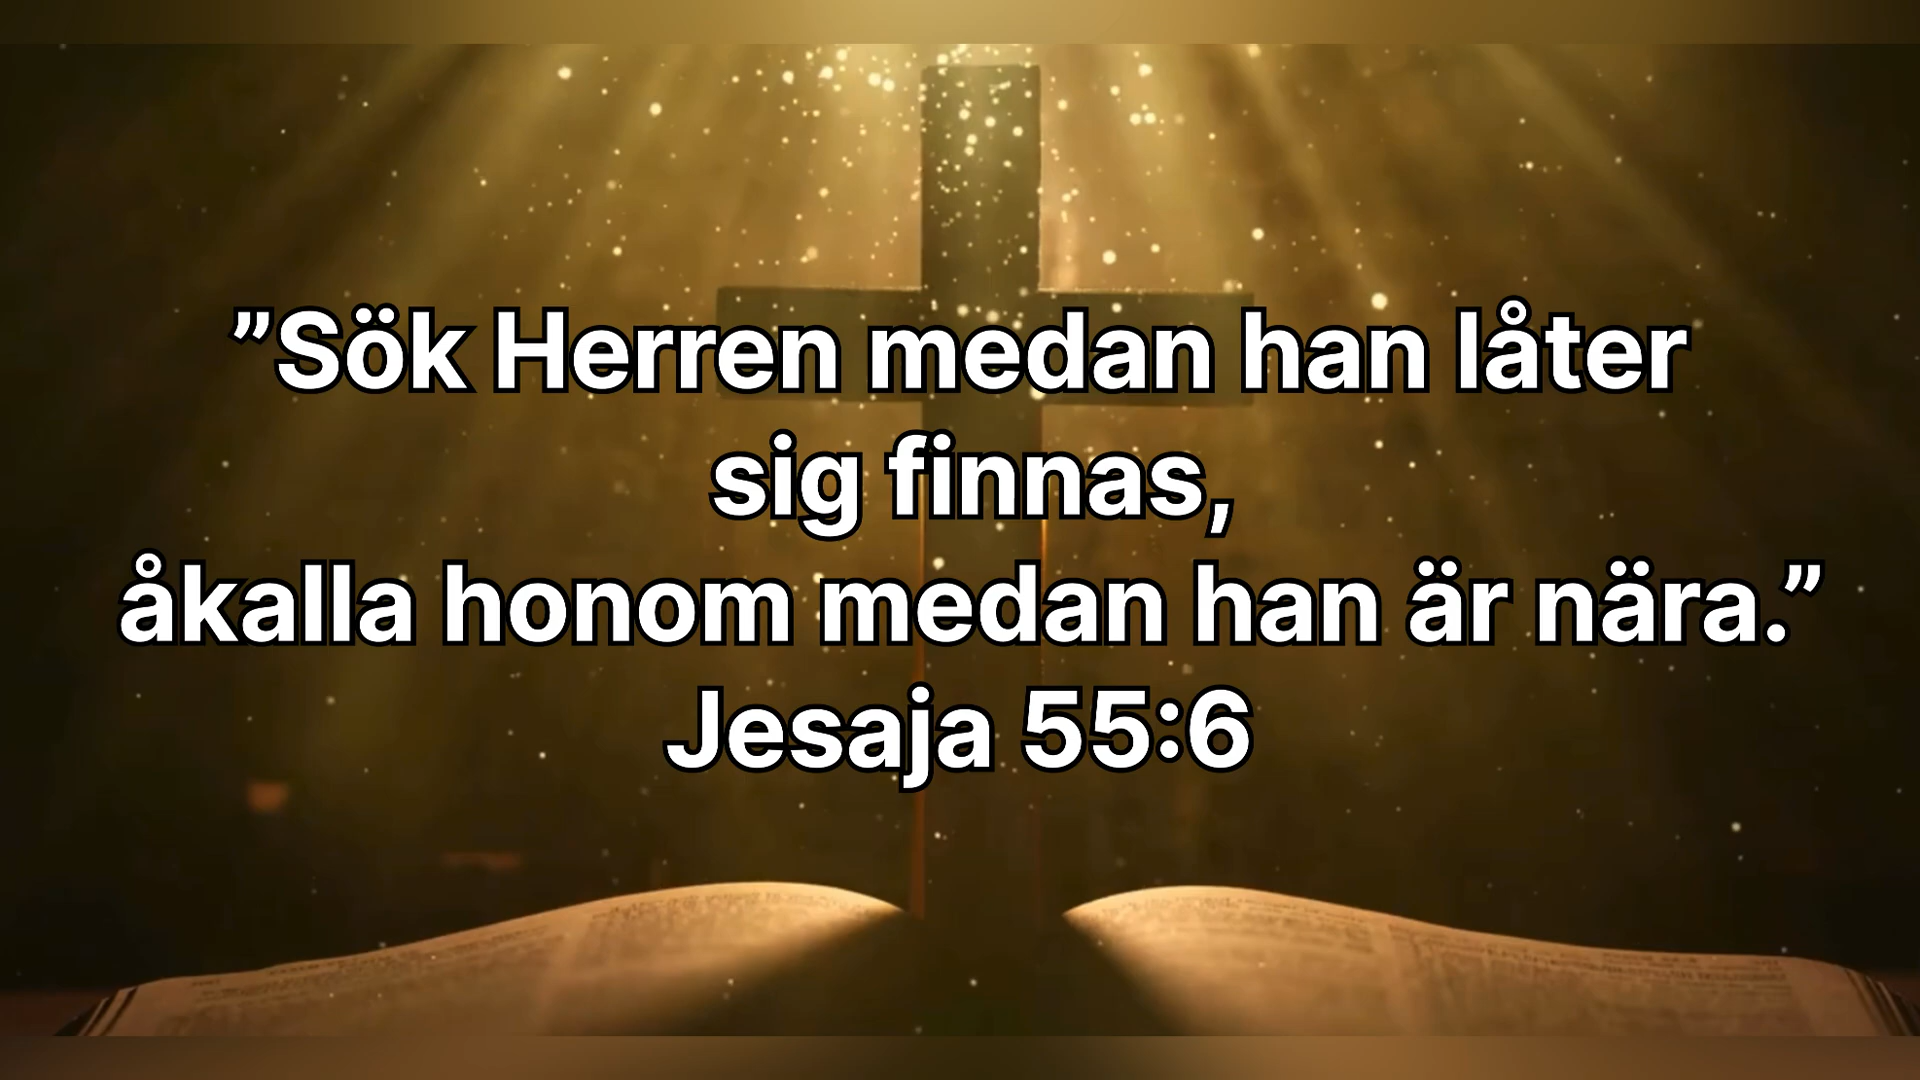 ”Sök Herren medan han låter
sig finnas,
åkalla honom medan han är nära.”
Jesaja 55:6